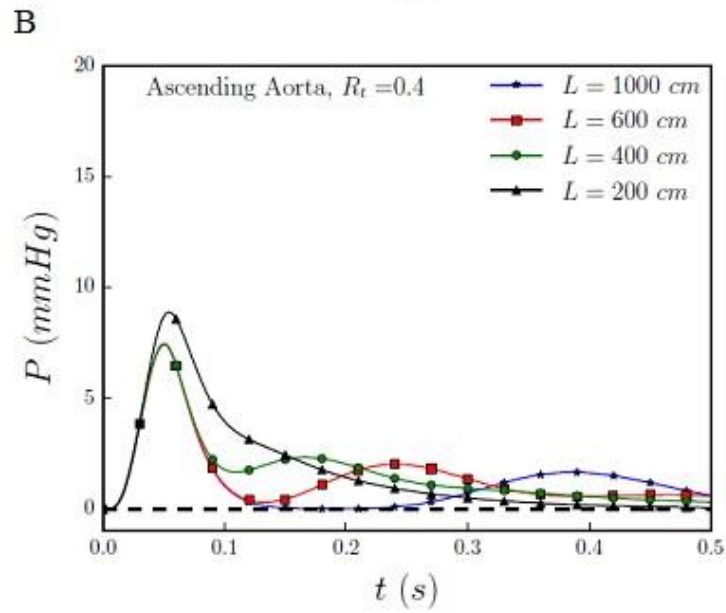 B
20
15
10
5
0
P (mmHg)
Ascending Aorta, R_t =0.4
L = 1000 cm
L = 600 cm
L = 400 cm
L = 200 cm
0.0 0.1 0.2 0.3 0.4 0.5
t (s)